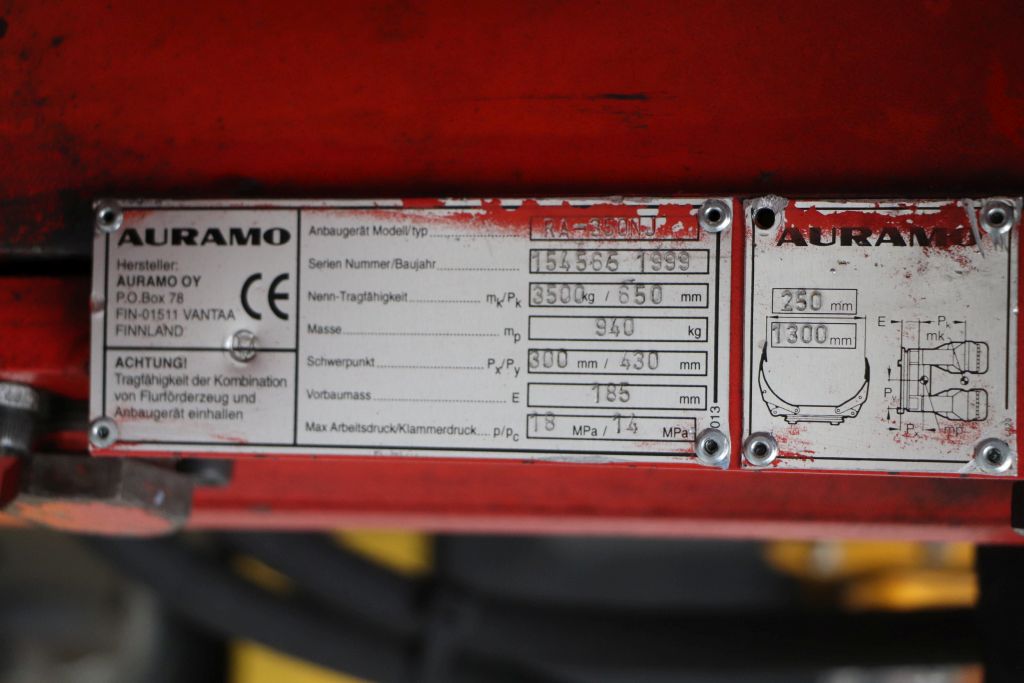 AURAMO
Hersteller:
AURAMO OY
P.O.Box 78
FIN-01511 VANTAA
FINNLAND
CE
ACHTUNG!
Tragfähigkeit der Kombination
von Flurförderzeug und
Anbaugerät einhalten
Anbaugerät Modell/typ RA-350NJ
Serien Nummer/Baujahr 154566 1999
Nenn-Tragfähigkeit mk/Pk 3500 kg / 650 mm
Masse mp 940 kg
Schwerpunkt Px/Py 300 mm / 430 mm
Vorbaumass E 185 mm
Max Arbeitsdruck/Klammerdruck p/pc 18 MPa / 14 MPa
013
AURAMO
250 mm
1300 mm
E Pk
mk
Py
Px mp